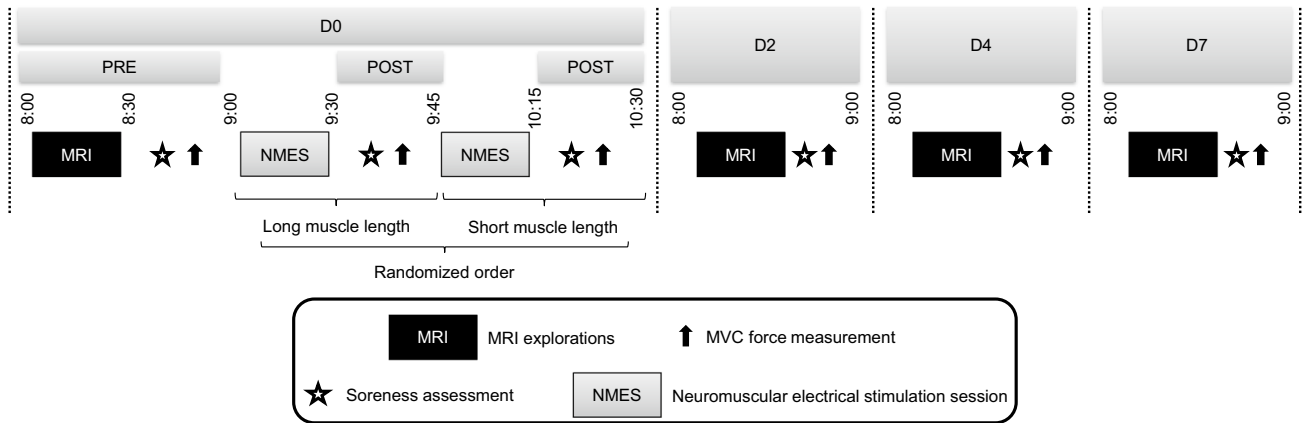 D0
D2
D4
D7
PRE
POST
POST
8:00
8:30
9:00
9:30
9:45
10:15
10:30
8:00
9:00
8:00
9:00
8:00
9:00
MRI
NMES
NMES
MRI
MRI
MRI
Long muscle length
Short muscle length
Randomized order
MRI
MRI explorations
MVC force measurement
Soreness assessment
NMES
Neuromuscular electrical stimulation session